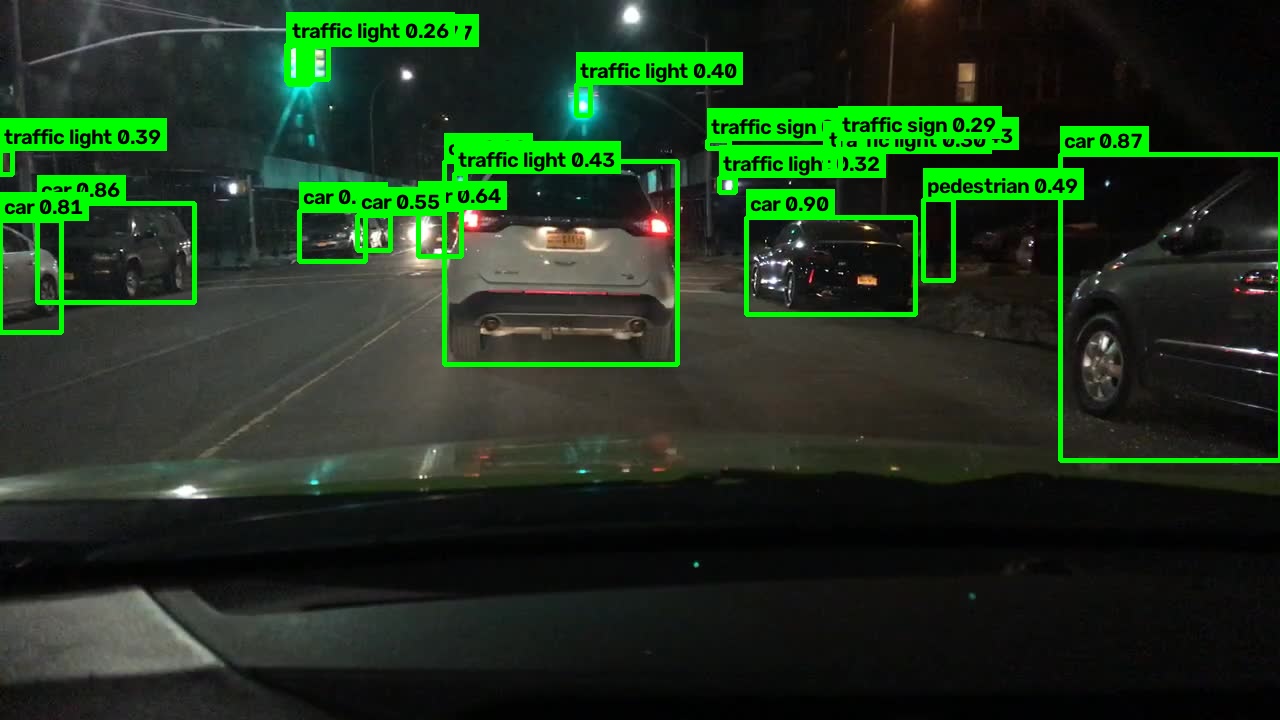 traffic light 0.26
traffic light 0.40
traffic sign
traffic sign 0.29
traffic light 0.39
car 0.87
traffic light 0.43
0.32
car 0.86
pedestrian 0.49
car 0.81
car 0.
car 0.55
0.64
car 0.90